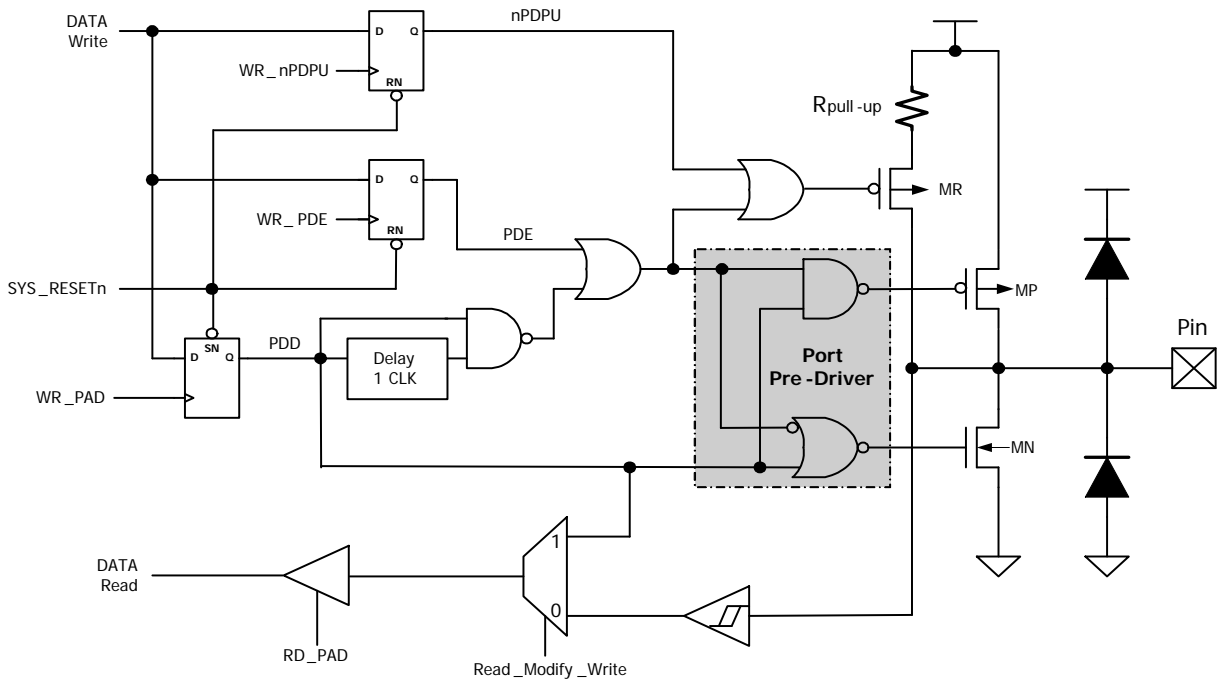 DATA
Write
D
Q
nPDPU
WR_nPDPU
RN
Rpull-up
D
Q
MR
WR_PDE
RN
PDE
SYS_RESETn
MP
SN
D
Q
PDD
Delay
1 CLK
Port
Pre-Driver
Pin
WR_PAD
MN
1
DATA
Read
0
RD_PAD
Read_Modify_Write